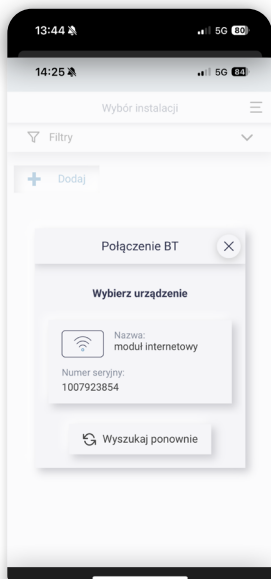 13:44 5G 80
14:25 5G 84
Wybór instalacji
Filtry
Dodaj
Połączenie BT
Wybierz urządzenie
Nazwa:
moduł internetowy
Numer seryjny:
1007923854
Wyszukaj ponownie